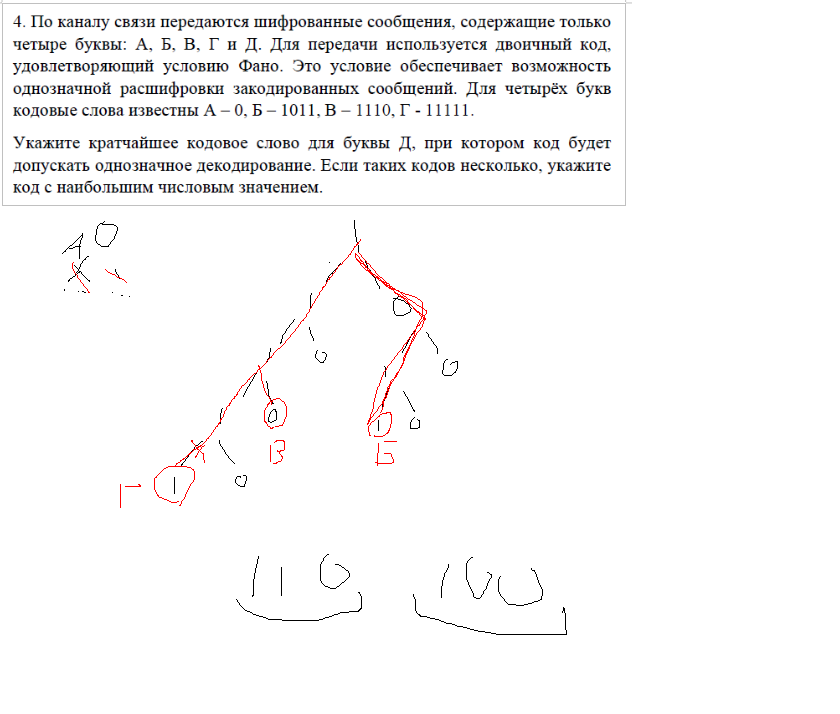 4. По каналу связи передаются шифрованные сообщения, содержащие только
четыре буквы: А, Б, В, Г и Д. Для передачи используется двоичный код,
удовлетворяющий условию Фано. Это условие обеспечивает возможность
однозначной расшифровки закодированных сообщений. Для четырёх букв
кодовые слова известны А – 0, Б – 1011, В – 1110, Г - 11111.
Укажите кратчайшее кодовое слово для буквы Д, при котором код будет
допускать однозначное декодирование. Если таких кодов несколько, укажите
код с наибольшим числовым значением.
А 0
0
0
0
0 1 0
В Б
Г 1 0
110 100